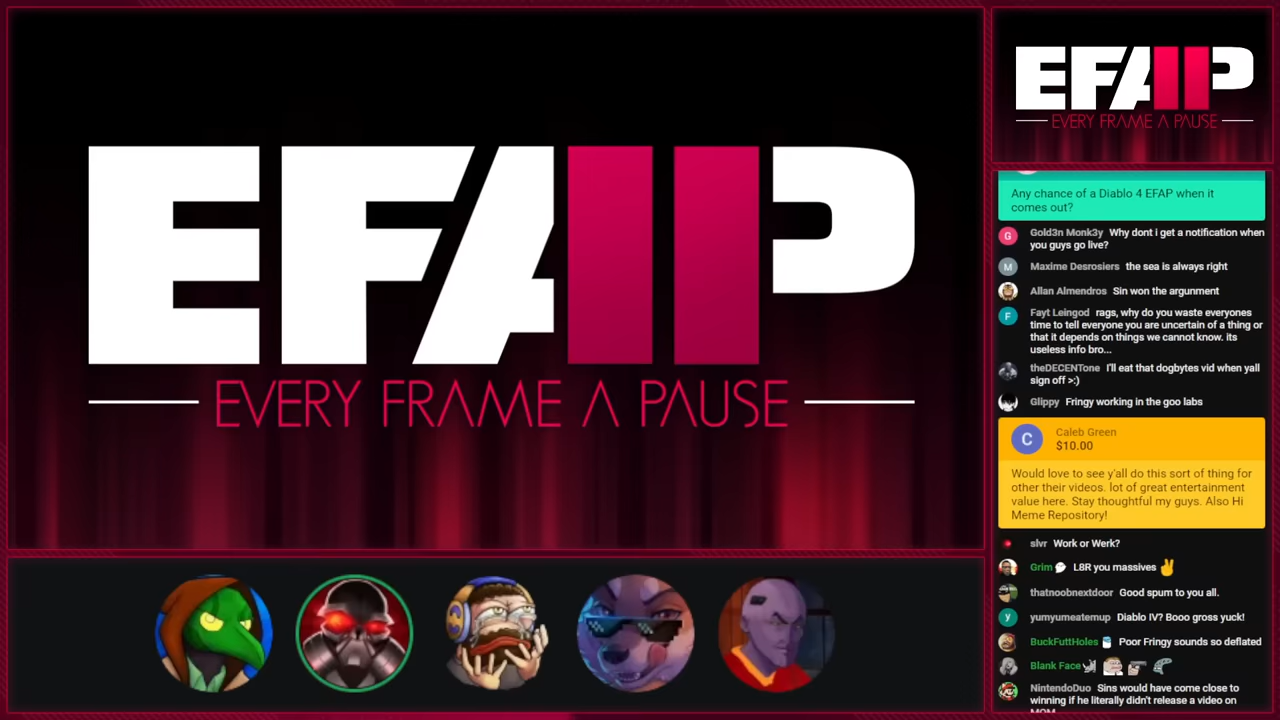 EFAP
EVERY FRAME A PAUSE
EFAP
EVERY FRAME A PAUSE
Any chance of a Diablo 4 EFAP when it
comes out?
G
Gold3n Monk3y Why dont i get a notification when
you guys go live?
M
Maxime Desrosiers the sea is always right
Allan Almendros Sin won the argunment
F
Fayt Leingod rags, why do you waste everyones
time to tell everyone you are uncertain of a thing or
that it depends on things we cannot know. its
useless info bro...
theDECENTone I'll eat that dogbytes vid when yall
sign off >:)
Glippy Fringy working in the goo labs
C
Caleb Green
$10.00
Would love to see y'all do this sort of thing for
other their videos. lot of great entertainment
value here. Stay thoughtful my guys. Also Hi
Meme Repository!
slvr Work or Werk?
Grim L8R you massives
thatnoobnextdoor Good spum to you all.
y
yumyumeatemup Diablo IV? Booo gross yuck!
BuckFuttHoles Poor Fringy sounds so deflated
Blank Face
NintendoDuo Sins would have come close to
winning if he literally didn't release a video on
MOM